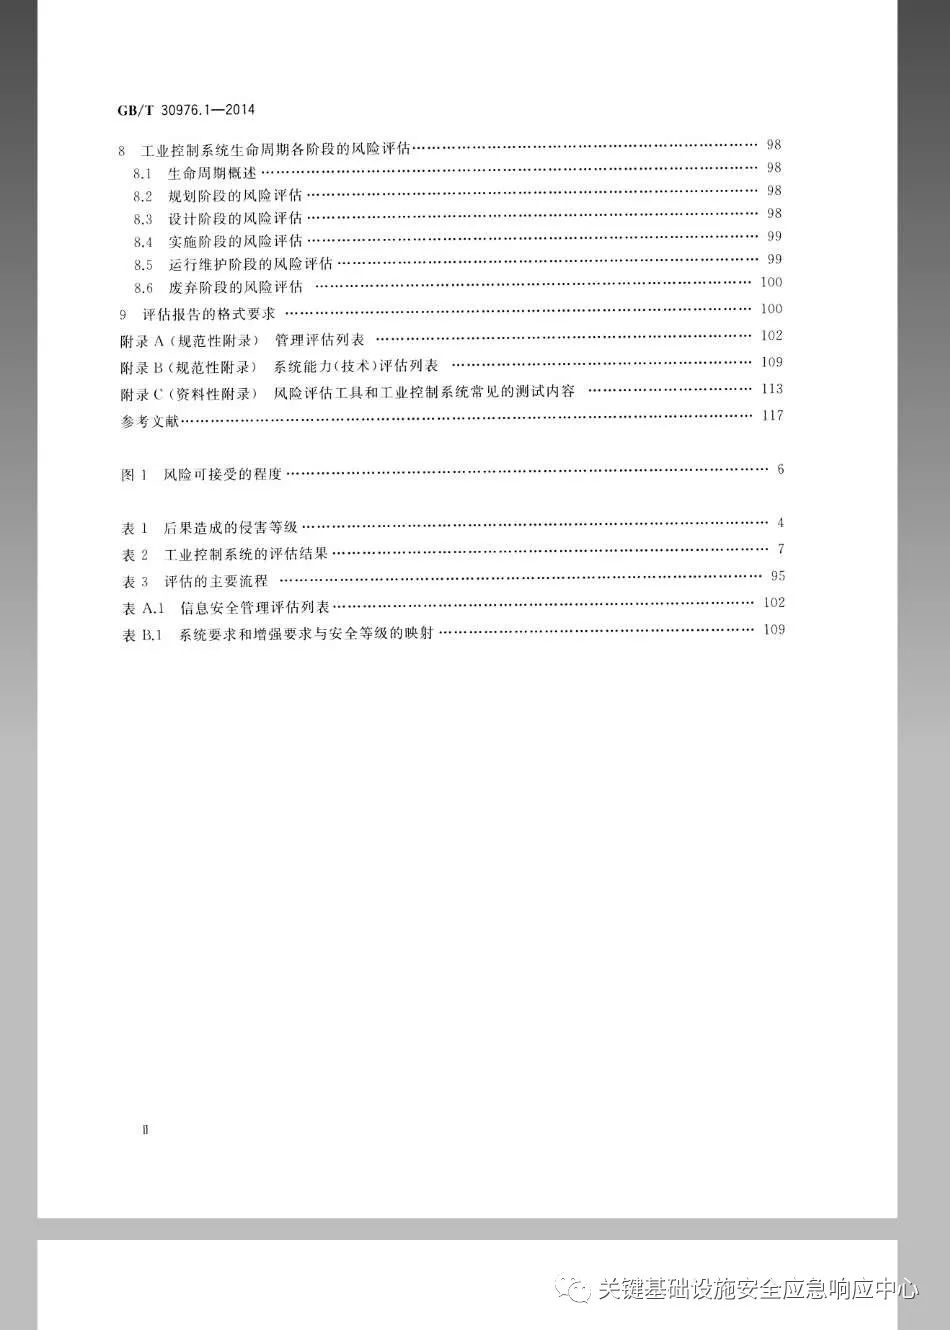 GB/T 30976.1—2014
8 工业控制系统生命周期各阶段的风险评估…… 98
8.1 生命周期概述…… 98
8.2 规划阶段的风险评估…… 98
8.3 设计阶段的风险评估…… 98
8.4 实施阶段的风险评估…… 99
8.5 运行维护阶段的风险评估…… 99
8.6 废弃阶段的风险评估…… 100
9 评估报告的格式要求…… 100
附录 A（规范性附录） 管理评估列表…… 102
附录 B（规范性附录） 系统能力(技术)评估列表…… 109
附录 C（资料性附录） 风险评估工具和工业控制系统常见的测试内容…… 113
参考文献…… 117
图 1 风险可接受的程度…… 6
表 1 后果造成的侵害等级…… 4
表 2 工业控制系统的评估结果…… 7
表 3 评估的主要流程…… 95
表 A.1 信息安全管理评估列表…… 102
表 B.1 系统要求和增强要求与安全等级的映射…… 109
Ⅱ
关键基础设施安全应急响应中心